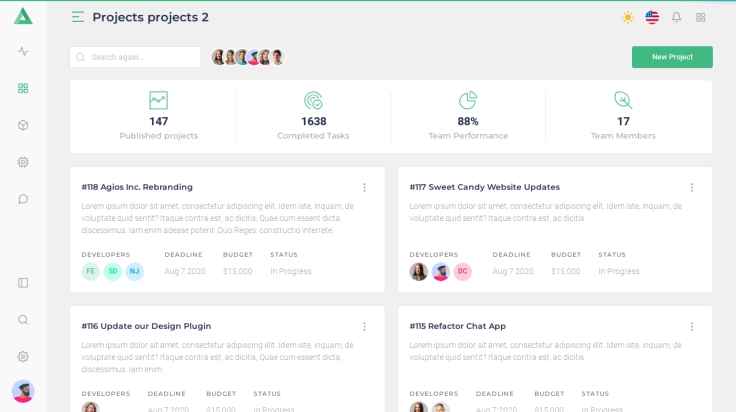 Projects projects 2
Search again...
New Project
147
Published projects
1638
Completed Tasks
88%
Team Performance
17
Team Members
#118 Agios Inc. Rebranding
Lorem ipsum dolor sit amet, consectetur adipiscing elit. Idem iste, inquam, de
voluptate quid sentit? Itaque contra est, ac dicitis; Quae cum essent dicta,
discessimus. Iam enim adesse poterit. Duo Reges: constructio interrete.
DEVELOPERS DEADLINE BUDGET STATUS
FE SD NJ Aug 7 2020 $15,000 In Progress
#117 Sweet Candy Website Updates
Lorem ipsum dolor sit amet, consectetur adipiscing elit. Idem iste, inquam, de
voluptate quid sentit? Itaque contra est, ac dicitis.
DEVELOPERS DEADLINE BUDGET STATUS
DC Aug 7 2020 $15,000 In Progress
#116 Update our Design Plugin
Lorem ipsum dolor sit amet, consectetur adipiscing elit. Idem iste, inquam, de
voluptate quid sentit? Itaque contra est, ac dicitis; Quae cum essent dicta,
discessimus. Iam enim.
DEVELOPERS DEADLINE BUDGET STATUS
Aug 7 2020 $15,000 In Progress
#115 Refactor Chat App
Lorem ipsum dolor sit amet, consectetur adipiscing elit. Idem iste, inquam, de
voluptate quid sentit? Itaque contra est, ac dicitis.
DEVELOPERS DEADLINE BUDGET STATUS
Aug 7 2020 $15,000 In Progress